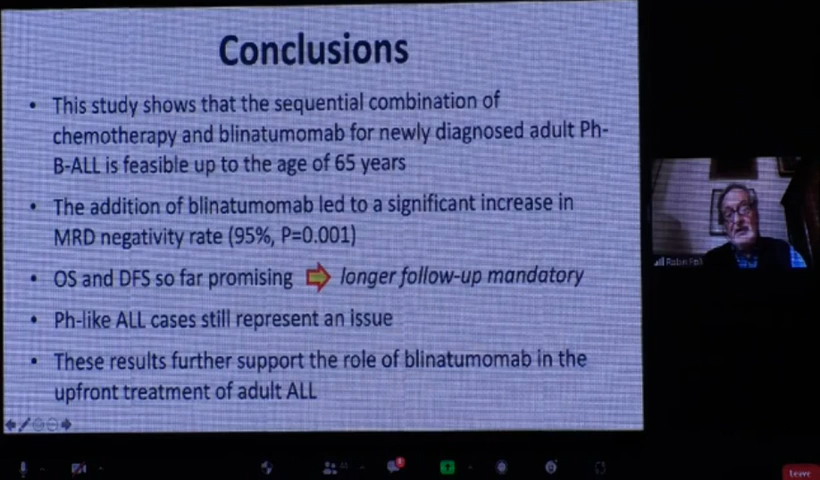 Conclusions
• This study shows that the sequential combination of
chemotherapy and blinatumomab for newly diagnosed adult Ph-
B-ALL is feasible up to the age of 65 years
• The addition of blinatumomab led to a significant increase in
MRD negativity rate (95%, P=0.001)
• OS and DFS so far promising longer follow-up mandatory
• Ph-like ALL cases still represent an issue
• These results further support the role of blinatumomab in the
upfront treatment of adult ALL
Robin
Leave